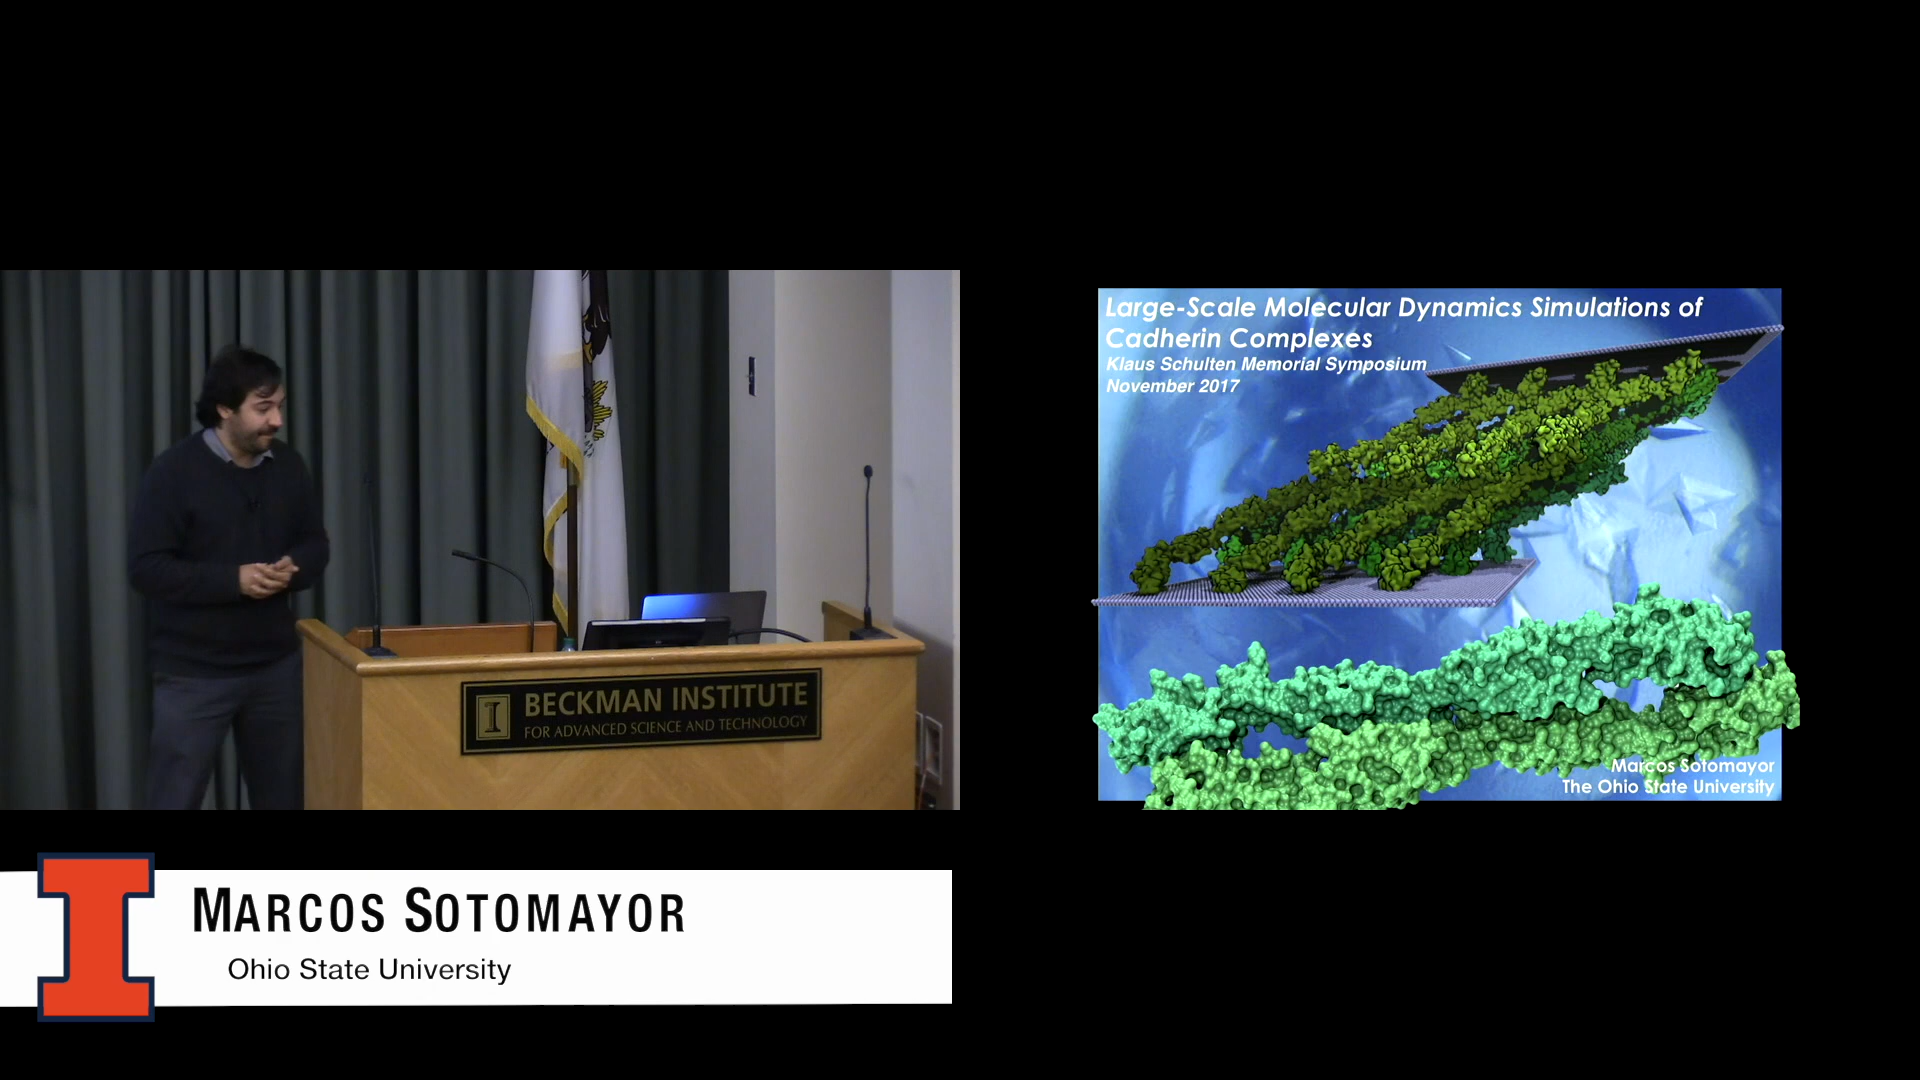 Large-Scale Molecular Dynamics Simulations of
Cadherin Complexes
Klaus Schulten Memorial Symposium
November 2017
Marcos Sotomayor
The Ohio State University
BECKMAN INSTITUTE
FOR ADVANCED SCIENCE AND TECHNOLOGY
MARCOS SOTOMAYOR
Ohio State University